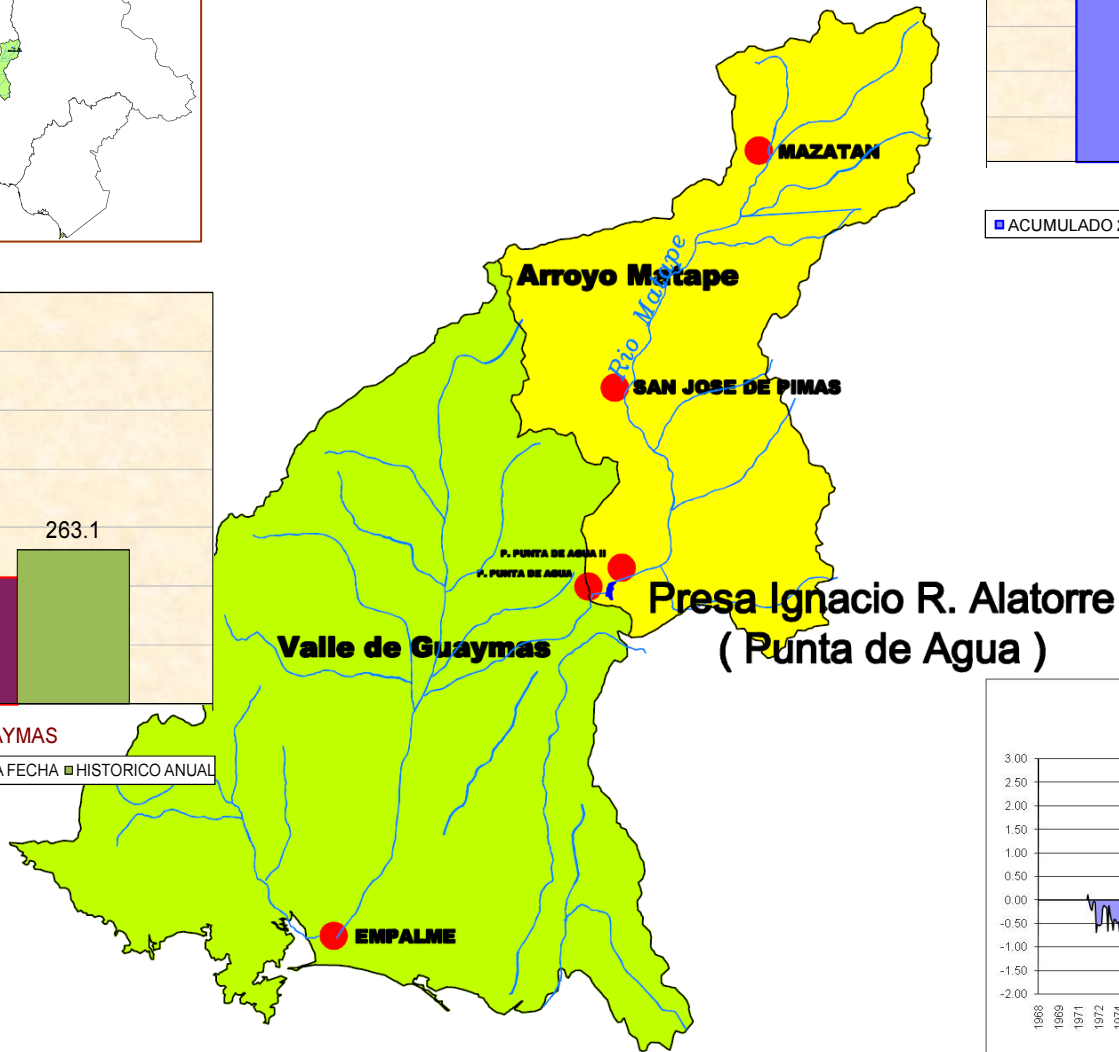 MAZATAN
ACUMULADO 2
Arroyo Matape
Rio Matape
SAN JOSE DE PIMAS
263.1
P. PUNTA DE AGUA II
P. PUNTA DE AGUA
Presa Ignacio R. Alatorre
( Punta de Agua )
Valle de Guaymas
AYMAS
A FECHA HISTORICO ANUAL
EMPALME
3.00
2.50
2.00
1.50
1.00
0.50
0.00
-0.50
-1.00
-1.50
-2.00
1968
1969
1971
1972
1974